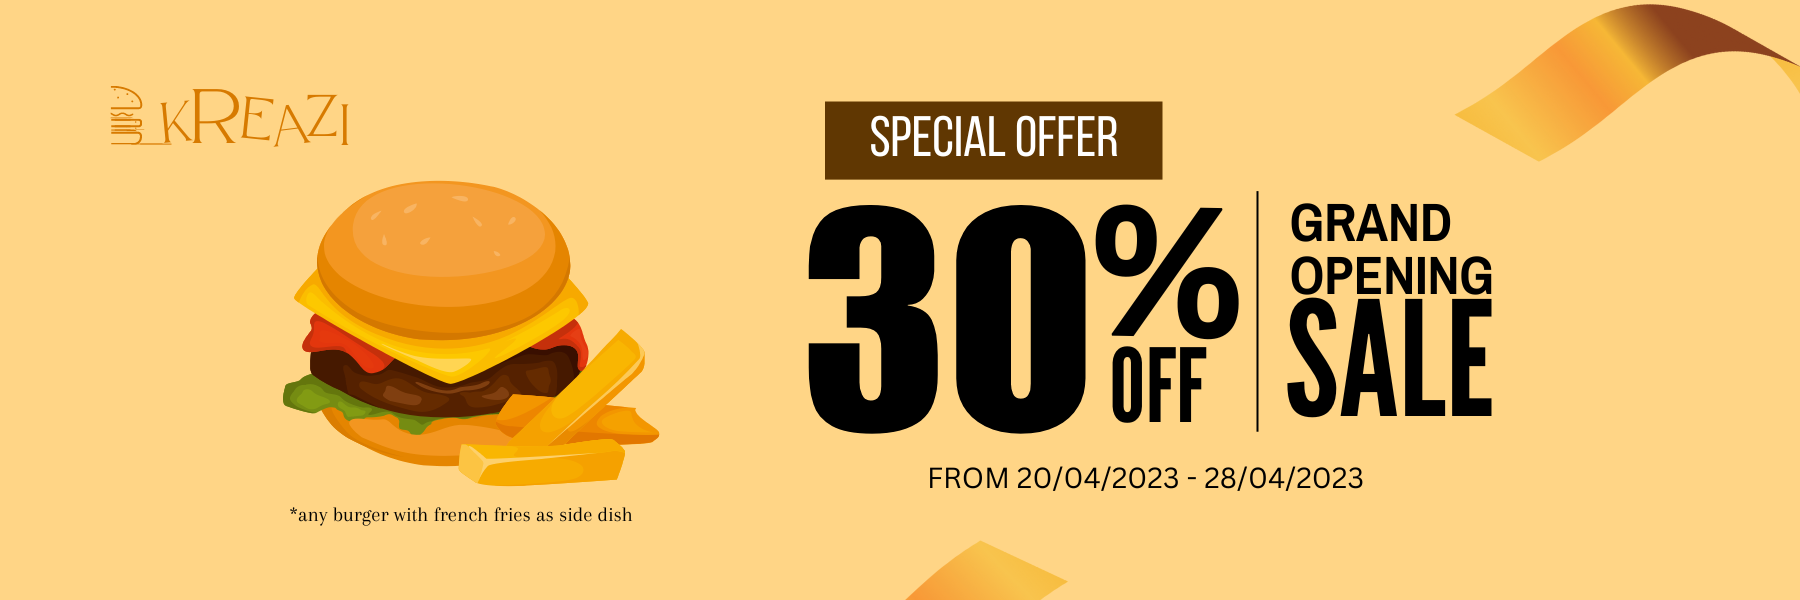 KREAZI
SPECIAL OFFER
30%
OFF
GRAND
OPENING
SALE
FROM 20/04/2023 - 28/04/2023
*any burger with french fries as side dish